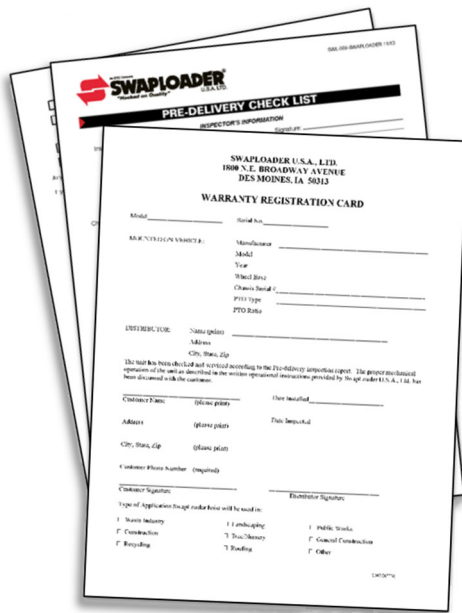 SWAPLOADER
U.S.A. LTD.
"Hooked on Quality"
PRE-DELIVERY CHECK LIST
INSPECTOR'S INFORMATION
Signature:
SWAPLOADER U.S.A., LTD.
1800 N.E. BROADWAY AVENUE
DES MOINES, IA 50313
WARRANTY REGISTRATION CARD
Model Serial No.
MOUNTED ON VEHICLE: Manufacturer
Model
Year
Wheel Base
Chassis Serial #
PTO Type
PTO Ratio
DISTRIBUTOR: Name (print)
Address
City, State, Zip
The unit has been checked and serviced according to the Pre-delivery inspection report. The proper mechanical
operation of the unit as described in the written operational instructions provided by SwapLoader U.S.A., Ltd. has
been discussed with the customer.
Date Installed
Customer Name (please print)
Date Inspected
Address (please print)
City, State, Zip (please print)
Customer Phone Number (required)
Customer Signature Distributor Signature
Type of Application SwapLoader hoist will be used in:
Waste Industry Landscaping Public Works
Construction Tree/Nursery General Construction
Recycling Roofing Other